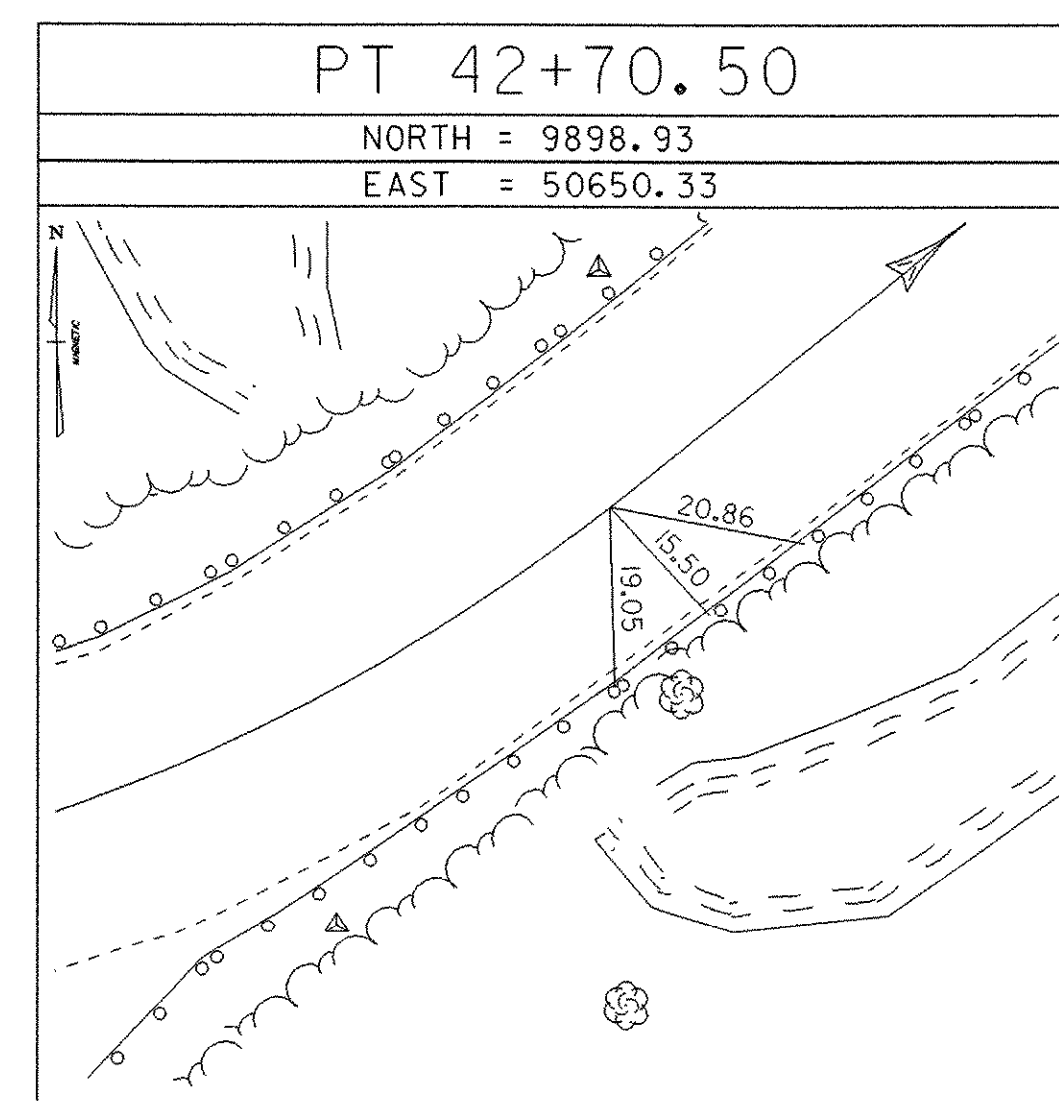 PT 42+70.50
NORTH = 9898.93
EAST = 50650.33
N
MAGNETIC
20.86
15.50
19.05